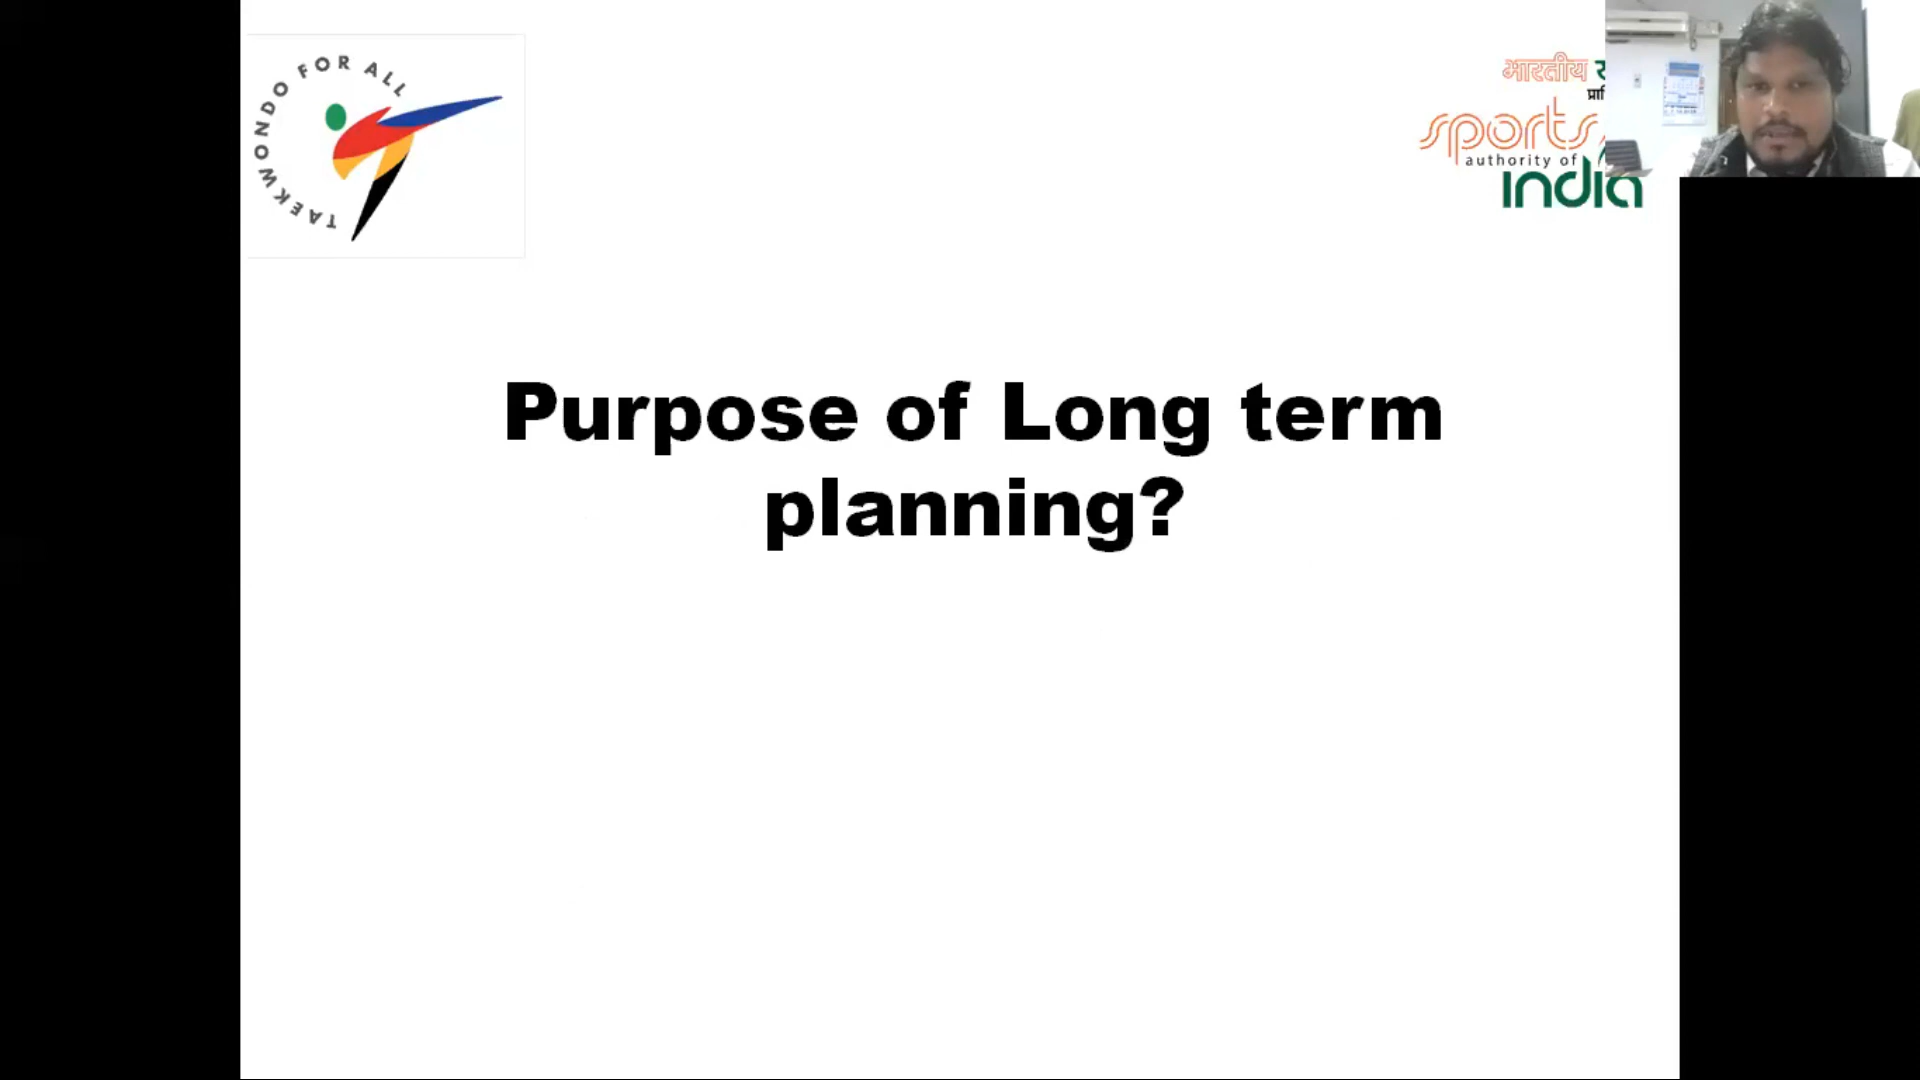 TAEKWONDO FOR ALL
भारतीय
sports
authority of
india
Purpose of Long term
planning?